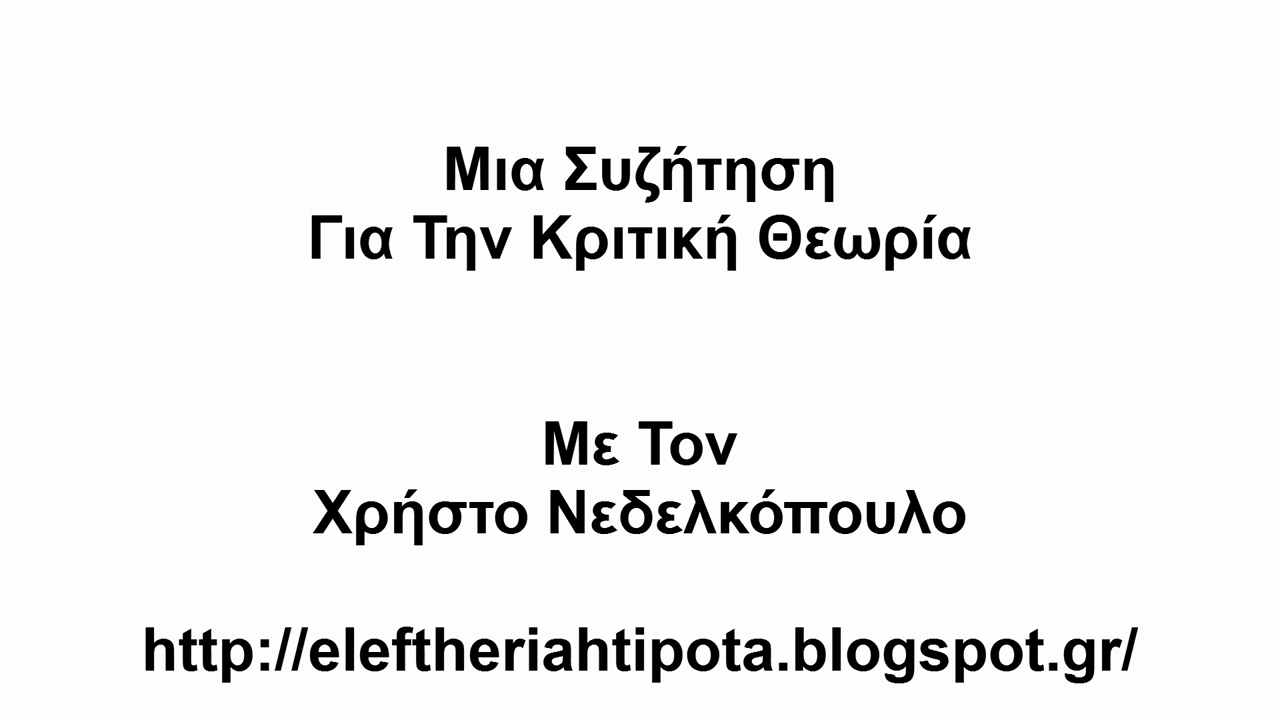 Μια Συζήτηση
Για Την Κριτική Θεωρία
Με Τον
Χρήστο Νεδελκόπουλο
http://eleftheriahtipota.blogspot.gr/